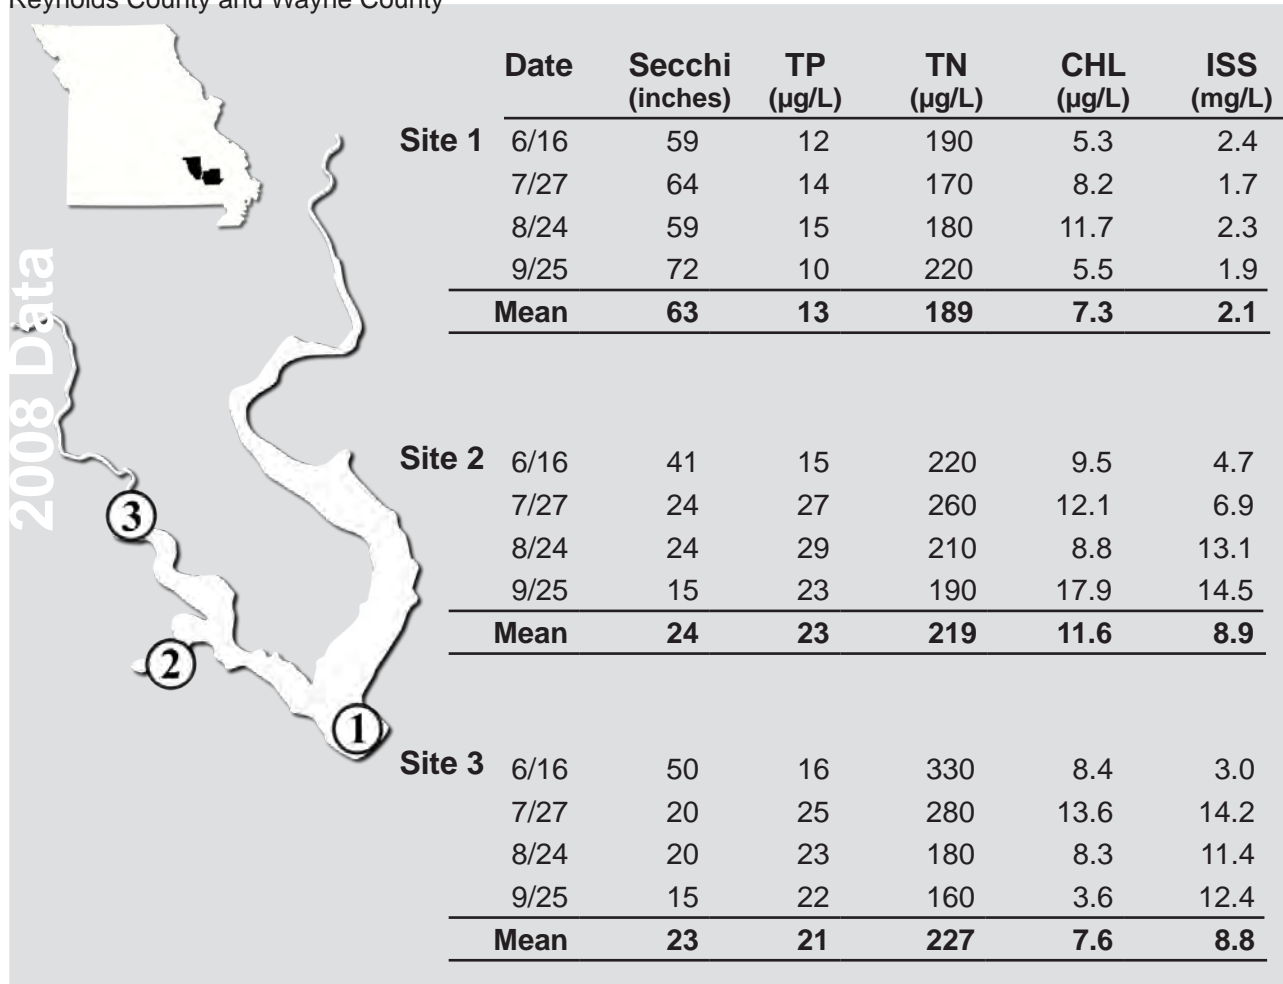 Reynolds County and Wayne County
2008 Data
Date Secchi TP TN CHL ISS
(inches) (µg/L) (µg/L) (µg/L) (mg/L)
Site 1 6/16 59 12 190 5.3 2.4
7/27 64 14 170 8.2 1.7
8/24 59 15 180 11.7 2.3
9/25 72 10 220 5.5 1.9
Mean 63 13 189 7.3 2.1
Site 2 6/16 41 15 220 9.5 4.7
7/27 24 27 260 12.1 6.9
8/24 24 29 210 8.8 13.1
9/25 15 23 190 17.9 14.5
Mean 24 23 219 11.6 8.9
Site 3 6/16 50 16 330 8.4 3.0
7/27 20 25 280 13.6 14.2
8/24 20 23 180 8.3 11.4
9/25 15 22 160 3.6 12.4
Mean 23 21 227 7.6 8.8
3
2
1